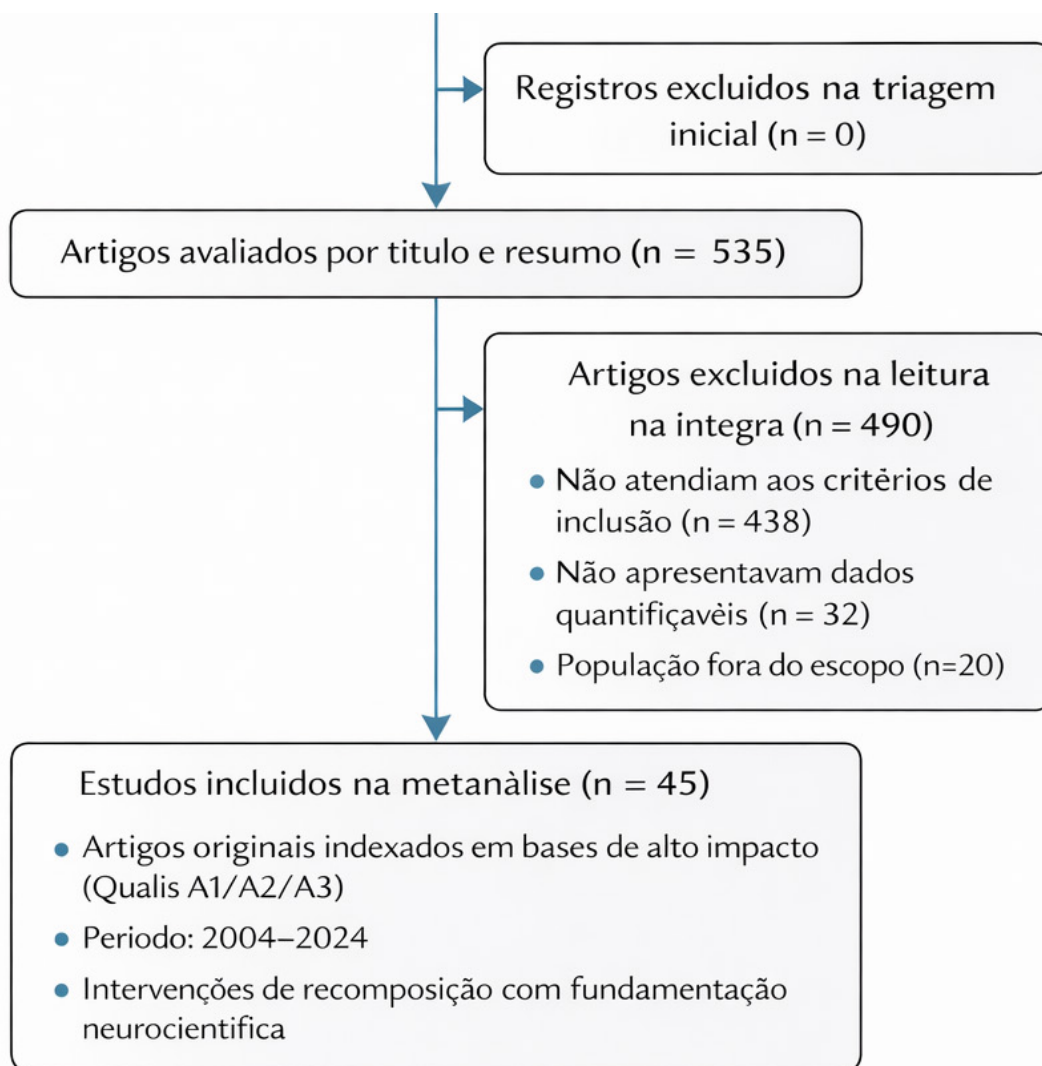 Registros excluidos na triagem
inicial (n = 0)
Artigos avaliados por titulo e resumo (n = 535)
Artigos excluidos na leitura
na integra (n = 490)
• Não atendiam aos critėrios de
inclusão (n = 438)
• Não apresentavam dados
quantifiçavėis (n = 32)
• População fora do escopo (n=20)
Estudos incluidos na metanàlise (n = 45)
• Artigos originais indexados em bases de alto impacto
(Qualis A1/A2/A3)
• Periodo: 2004–2024
• Intervenções de recomposição com fundamentação
neurocientifica